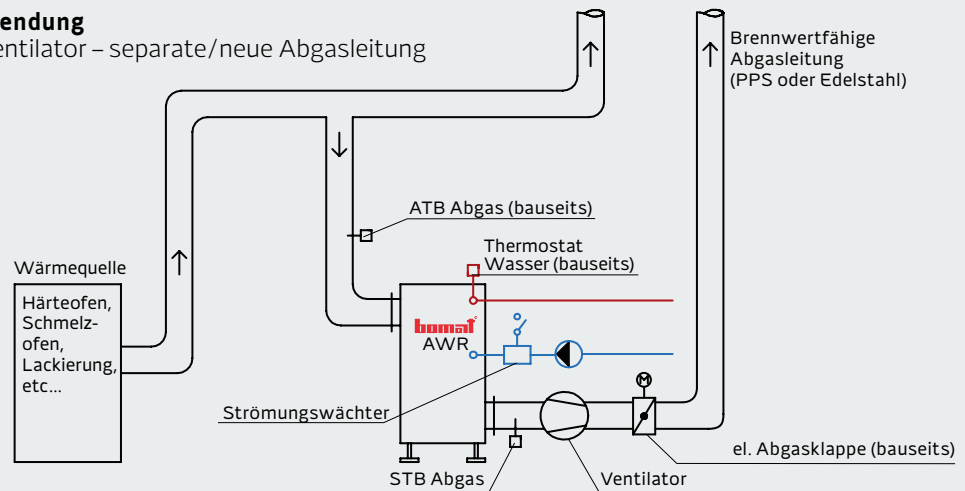 endung
entilator – separate/neue Abgasleitung
Brennwertfähige
Abgasleitung
(PPS oder Edelstahl)
ATB Abgas (bauseits)
Thermostat
Wasser (bauseits)
Wärmequelle
Härteofen,
Schmelz-
ofen,
Lackierung,
etc...
bomat
AWR
M
Strömungswächter
el. Abgasklappe (bauseits)
STB Abgas
Ventilator